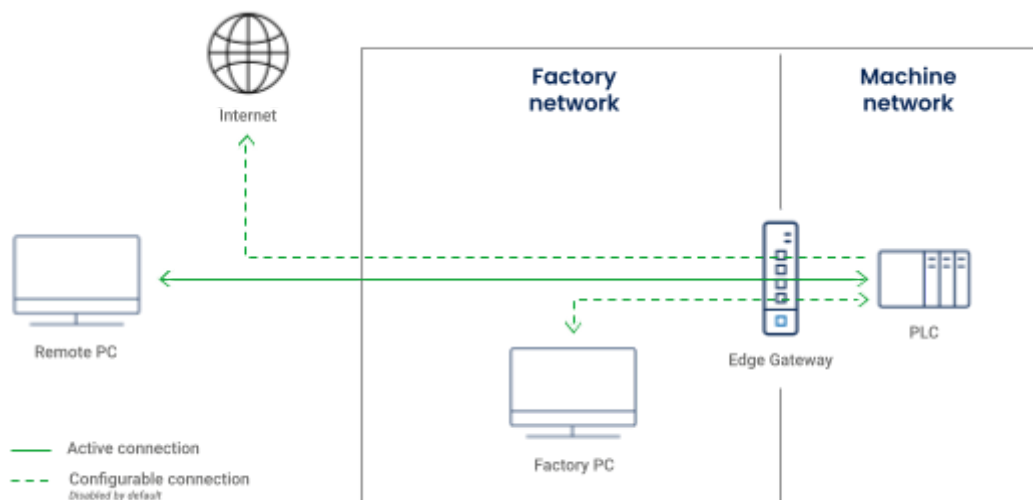 Internet
Factory
network
Machine
network
Remote PC
Edge Gateway
PLC
Factory PC
Active connection
Configurable connection
Disabled by default